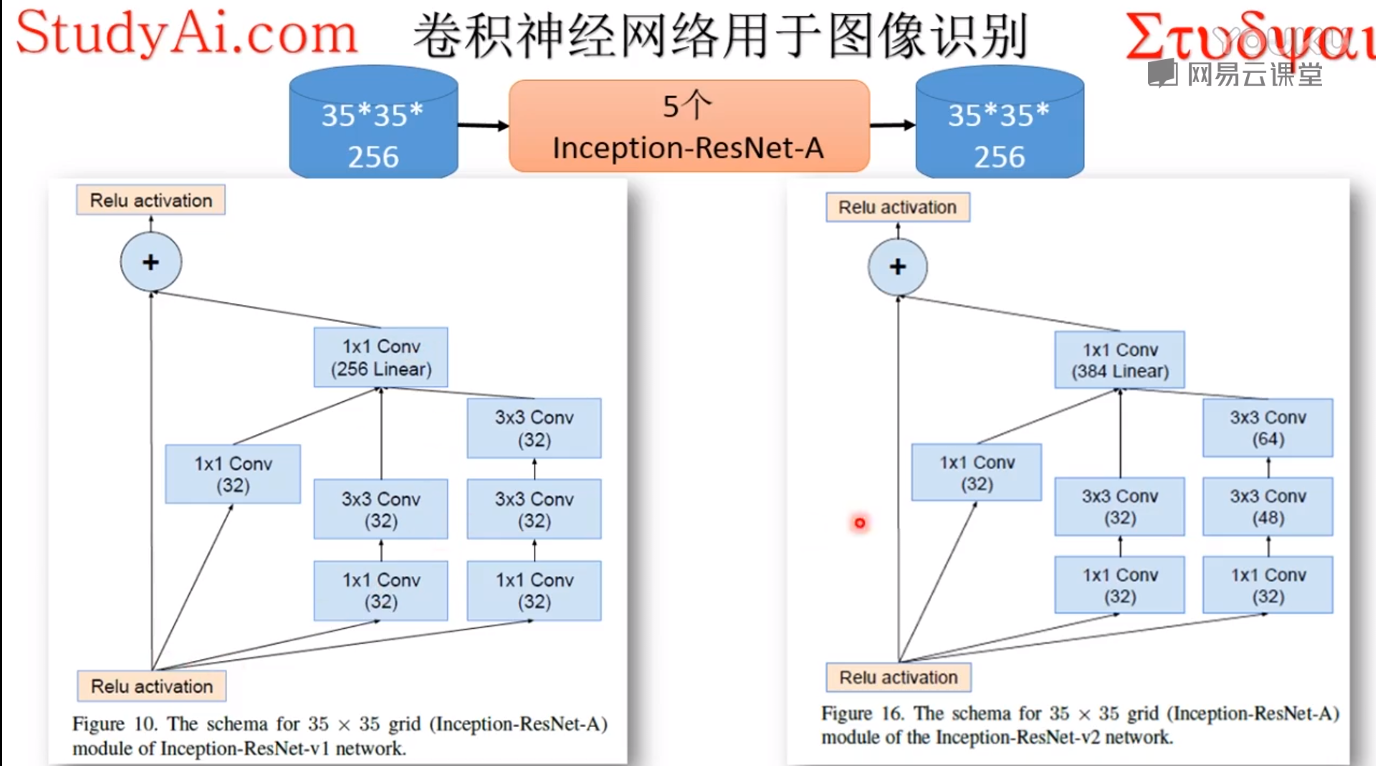 StudyAi.com
卷积神经网络用于图像识别
Στυδψαι
YOUKU
网易云课堂
35*35*
256
5个
Inception-ResNet-A
35*35*
256
Relu activation
+
1x1 Conv
(256 Linear)
3x3 Conv
(32)
1x1 Conv
(32)
3x3 Conv
(32)
3x3 Conv
(32)
1x1 Conv
(32)
1x1 Conv
(32)
Relu activation
Figure 10. The schema for 35 × 35 grid (Inception-ResNet-A)
module of Inception-ResNet-v1 network.
Relu activation
+
1x1 Conv
(384 Linear)
3x3 Conv
(64)
1x1 Conv
(32)
3x3 Conv
(32)
3x3 Conv
(48)
1x1 Conv
(32)
1x1 Conv
(32)
Relu activation
Figure 16. The schema for 35 × 35 grid (Inception-ResNet-A)
module of the Inception-ResNet-v2 network.